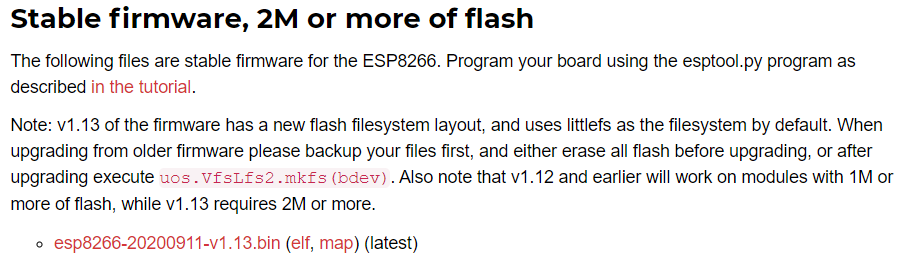 Stable firmware, 2M or more of flash
The following files are stable firmware for the ESP8266. Program your board using the esptool.py program as
described in the tutorial.
Note: v1.13 of the firmware has a new flash filesystem layout, and uses littlefs as the filesystem by default. When
upgrading from older firmware please backup your files first, and either erase all flash before upgrading, or after
upgrading execute uos.VfsLfs2.mkfs(bdev). Also note that v1.12 and earlier will work on modules with 1M or
more of flash, while v1.13 requires 2M or more.
esp8266-20200911-v1.13.bin (elf, map) (latest)